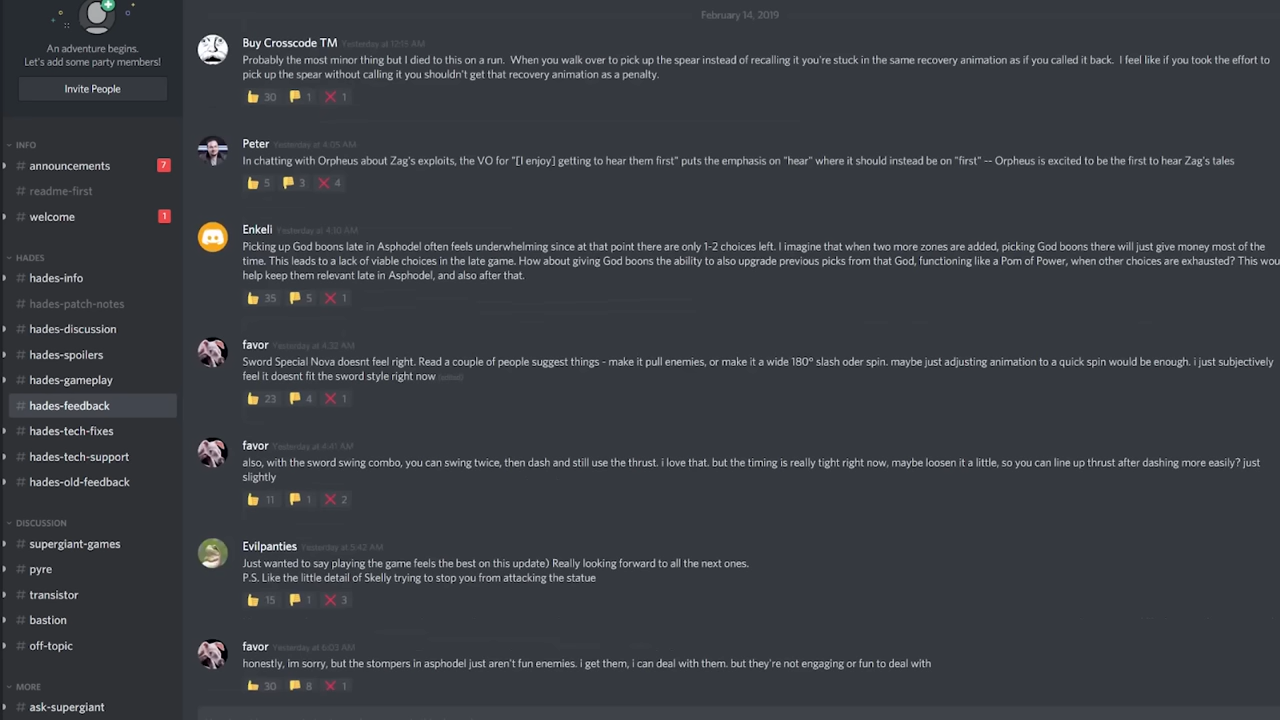 An adventure begins.
Let's add some party members!
Invite People
INFO
# announcements 7
# readme-first
# welcome 1
HADES
# hades-info
# hades-patch-notes
# hades-discussion
# hades-spoilers
# hades-gameplay
# hades-feedback
# hades-tech-fixes
# hades-tech-support
# hades-old-feedback
DISCUSSION
# supergiant-games
# pyre
# transistor
# bastion
# off-topic
MORE
# ask-supergiant
February 14, 2019
Buy Crosscode TM Yesterday at 12:15 AM
Probably the most minor thing but I died to this on a run. When you walk over to pick up the spear instead of recalling it you're stuck in the same recovery animation as if you called it back. I feel like if you took the effort to
pick up the spear without calling it you shouldn't get that recovery animation as a penalty.
30 1 1
Peter Yesterday at 4:05 AM
In chatting with Orpheus about Zag's exploits, the VO for "[I enjoy] getting to hear them first" puts the emphasis on "hear" where it should instead be on "first" -- Orpheus is excited to be the first to hear Zag's tales
5 3 4
Enkeli Yesterday at 4:10 AM
Picking up God boons late in Asphodel often feels underwhelming since at that point there are only 1-2 choices left. I imagine that when two more zones are added, picking God boons there will just give money most of the
time. This leads to a lack of viable choices in the late game. How about giving God boons the ability to also upgrade previous picks from that God, functioning like a Pom of Power, when other choices are exhausted? This wou
help keep them relevant late in Asphodel, and also after that.
35 5 1
favor Yesterday at 4:32 AM
Sword Special Nova doesnt feel right. Read a couple of people suggest things - make it pull enemies, or make it a wide 180° slash oder spin. maybe just adjusting animation to a quick spin would be enough. i just subjectively
feel it doesnt fit the sword style right now (edited)
23 4 1
favor Yesterday at 4:41 AM
also, with the sword swing combo, you can swing twice, then dash and still use the thrust. i love that. but the timing is really tight right now, maybe loosen it a little, so you can line up thrust after dashing more easily? just
slightly
11 1 2
Evilpanties Yesterday at 5:42 AM
Just wanted to say playing the game feels the best on this update) Really looking forward to all the next ones.
P.S. Like the little detail of Skelly trying to stop you from attacking the statue
15 1 3
favor Yesterday at 6:03 AM
honestly, im sorry, but the stompers in asphodel just aren't fun enemies. i get them, i can deal with them. but they're not engaging or fun to deal with
30 8 1